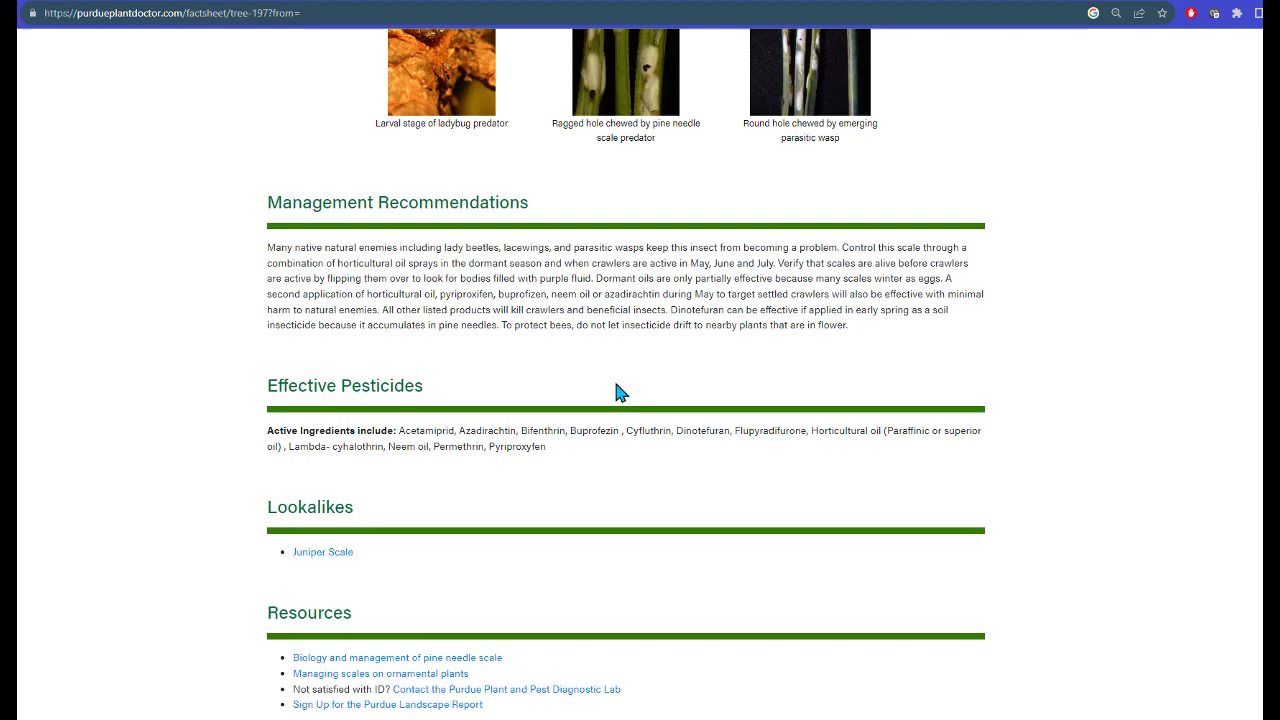 https://purdueplantdoctor.com/factsheet/tree-197?from=
Larval stage of ladybug predator
Ragged hole chewed by pine needle
scale predator
Round hole chewed by emerging
parasitic wasp
Management Recommendations
Many native natural enemies including lady beetles, lacewings, and parasitic wasps keep this insect from becoming a problem. Control this scale through a
combination of horticultural oil sprays in the dormant season and when crawlers are active in May, June and July. Verify that scales are alive before crawlers
are active by flipping them over to look for bodies filled with purple fluid. Dormant oils are only partially effective because many scales winter as eggs. A
second application of horticultural oil, pyriproxifen, buprofizen, neem oil or azadirachtin during May to target settled crawlers will also be effective with minimal
harm to natural enemies. All other listed products will kill crawlers and beneficial insects. Dinotefuran can be effective if applied in early spring as a soil
insecticide because it accumulates in pine needles. To protect bees, do not let insecticide drift to nearby plants that are in flower.
Effective Pesticides
Active Ingredients include: Acetamiprid, Azadirachtin, Bifenthrin, Buprofezin , Cyfluthrin, Dinotefuran, Flupyradifurone, Horticultural oil (Paraffinic or superior
oil) , Lambda- cyhalothrin, Neem oil, Permethrin, Pyriproxyfen
Lookalikes
• Juniper Scale
Resources
• Biology and management of pine needle scale
• Managing scales on ornamental plants
• Not satisfied with ID? Contact the Purdue Plant and Pest Diagnostic Lab
• Sign Up for the Purdue Landscape Report